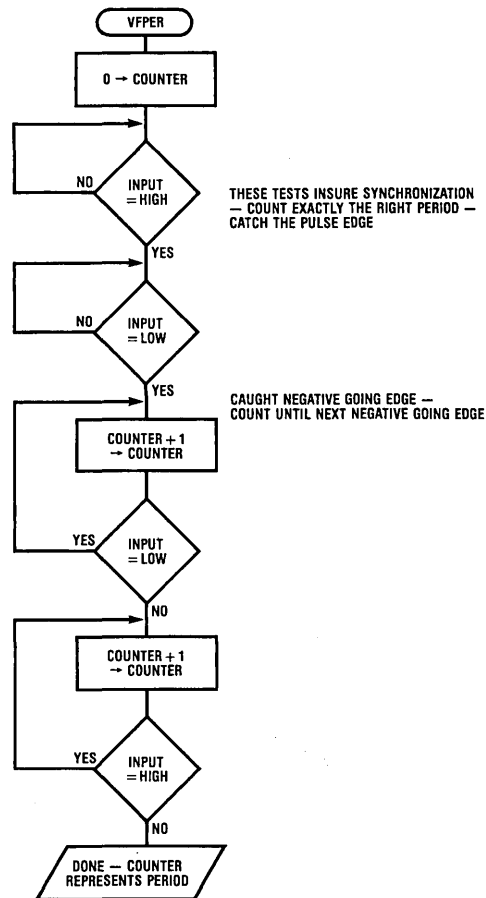 VFPER
0 → COUNTER
INPUT
= HIGH
NO
THESE TESTS INSURE SYNCHRONIZATION
— COUNT EXACTLY THE RIGHT PERIOD —
CATCH THE PULSE EDGE
YES
INPUT
= LOW
NO
YES
CAUGHT NEGATIVE GOING EDGE —
COUNT UNTIL NEXT NEGATIVE GOING EDGE
COUNTER + 1
→ COUNTER
YES
INPUT
= LOW
NO
COUNTER + 1
→ COUNTER
YES
INPUT
= HIGH
NO
DONE — COUNTER
REPRESENTS PERIOD